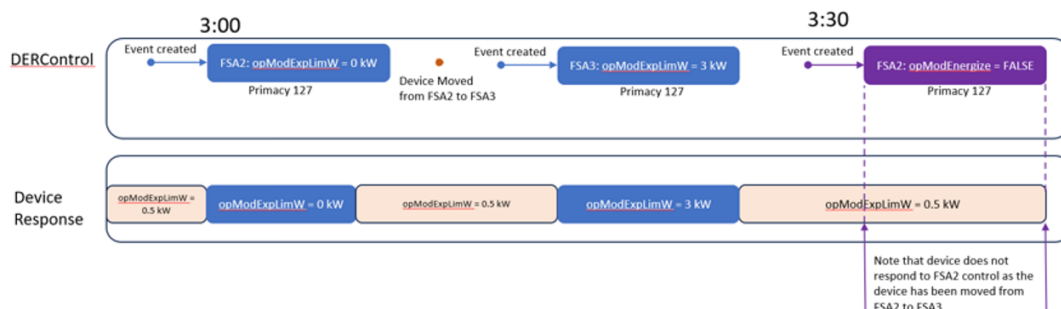 3:00
3:30
DERControl
Event created
FSA2: opModExpLimW = 0 kW
Primacy 127
Device Moved
from FSA2 to FSA3
Event created
FSA3: opModExpLimW = 3 kW
Primacy 127
Event created
FSA2: opModEnergize = FALSE
Primacy 127
Device
Response
opModExpLimW =
0.5 kW
opModExpLimW = 0 kW
opModExpLimW = 0.5 kW
opModExpLimW = 3 kW
opModExpLimW = 0.5 kW
Note that device does not
respond to FSA2 control as the
device has been moved from
FSA2 to FSA3